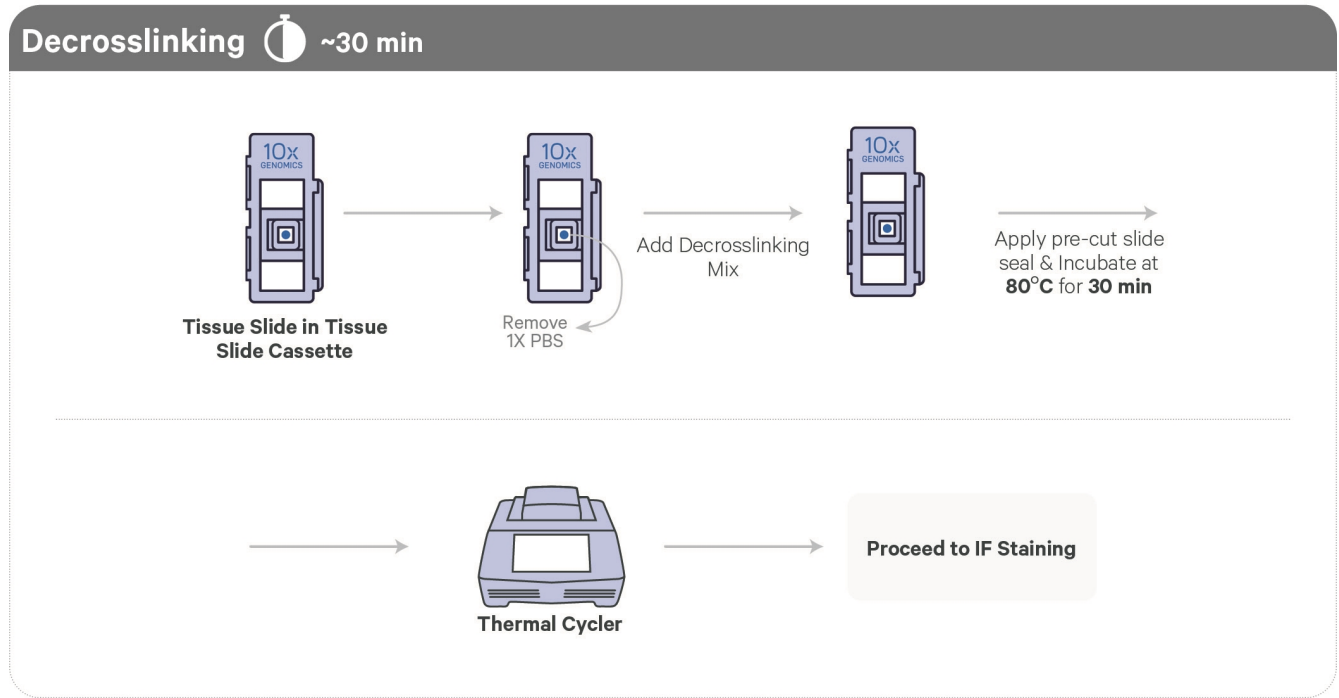 Decrosslinking ~30 min
10x
GENOMICS
10x
GENOMICS
10x
GENOMICS
Tissue Slide in Tissue
Slide Cassette
Remove
1X PBS
Add Decrosslinking
Mix
Apply pre-cut slide
seal & Incubate at
80°C for 30 min
Thermal Cycler
Proceed to IF Staining